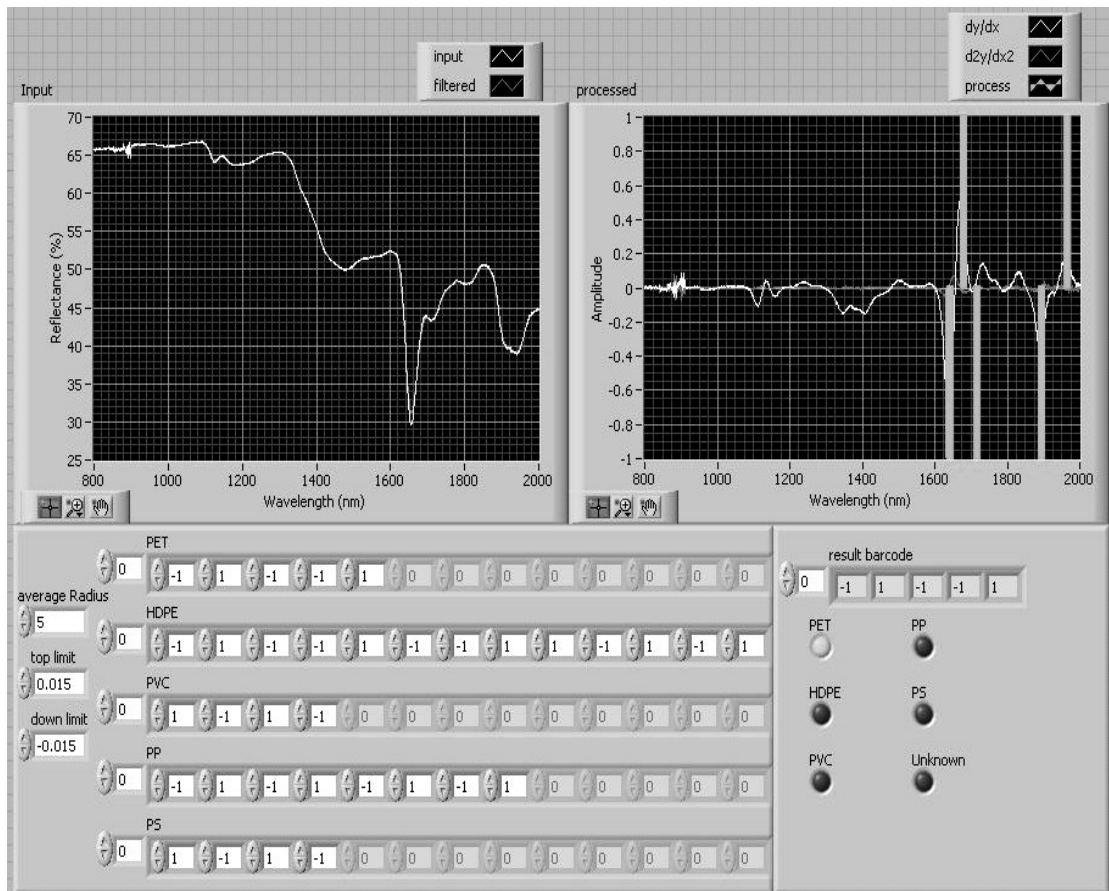 input
filtered
Input
70
65
60
55
50
45
40
35
30
25
Reflectance (%)
800 1000 1200 1400 1600 1800 2000
Wavelength (nm)
dy/dx
d2y/dx2
process
processed
1
0.8
0.6
0.4
0.2
0
-0.2
-0.4
-0.6
-0.8
-1
Amplitude
800 1000 1200 1400 1600 1800 2000
Wavelength (nm)
average Radius
5
top limit
0.015
down limit
-0.015
PET
0 -1 1 -1 -1 1 0 0 0 0 0 0 0 0
HDPE
0 -1 1 -1 1 -1 -1 1 1 -1 1 -1 1
PVC
0 1 -1 1 -1 0 0 0 0 0 0 0 0 0
PP
0 -1 1 -1 1 -1 1 -1 1 0 0 0 0 0
PS
0 1 -1 1 -1 0 0 0 0 0 0 0 0 0
result barcode
0 -1 1 -1 -1 1
PET PP
HDPE PS
PVC Unknown